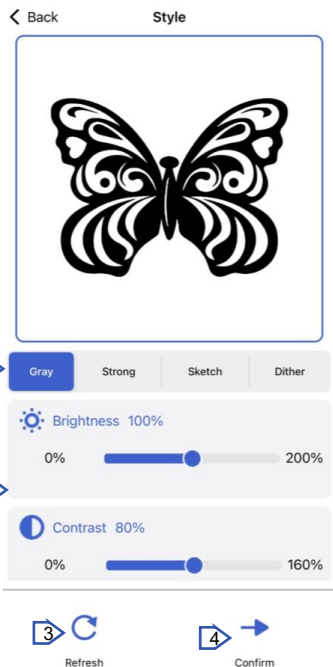 Back Style
Gray Strong Sketch Dither
Brightness 100%
0% 200%
Contrast 80%
0% 160%
3 4
Refresh Confirm